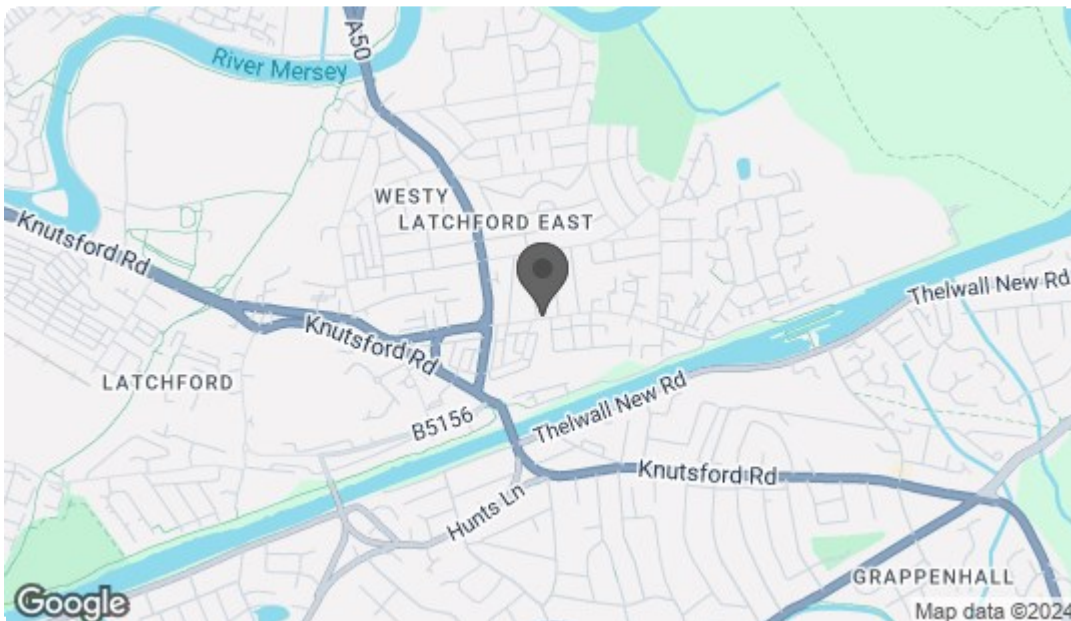 A50
River Mersey
WESTY
LATCHFORD EAST
Knutsford Rd
Thelwall New Rd
Knutsford Rd
LATCHFORD
B5156
Thelwall New Rd
Knutsford Rd
Hunts Ln
GRAPPENHALL
Google
Map data ©2024